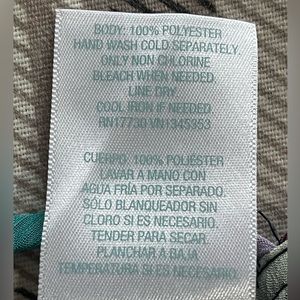 BODY: 100% POLYESTER
HAND WASH COLD SEPARATELY.
ONLY NON CHLORINE
BLEACH WHEN NEEDED.
LINE DRY.
COOL IRON IF NEEDED.
RN17730 VN1345353
CUERPO: 100% POLIÉSTER
LAVAR A MANO CON
AGUA FRÍA POR SEPARADO.
SÓLO BLANQUEADOR SIN
CLORO SI ES NECESARIO.
TENDER PARA SECAR
PLANCHAR A BAJA
TEMPERATURA SI ES NECESARIO.